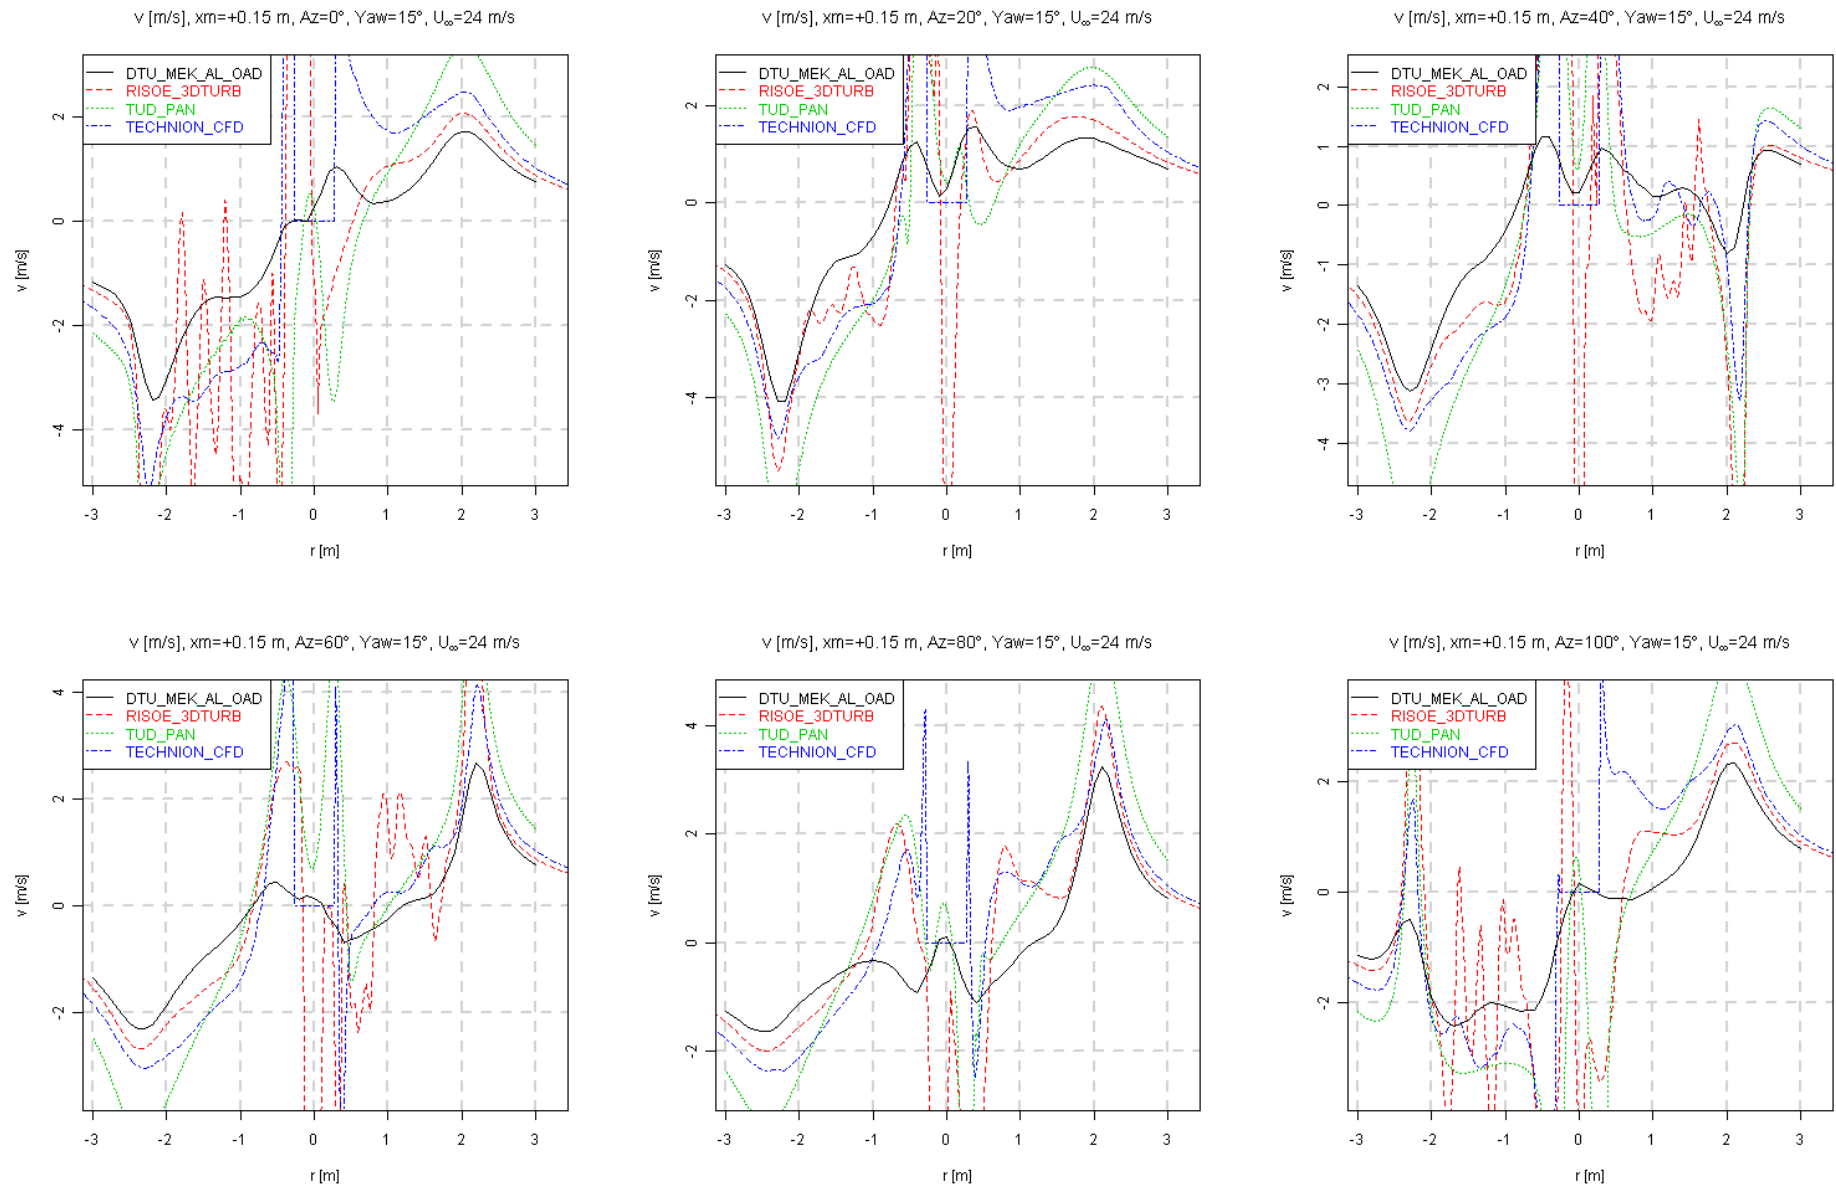 v [m/s], xm=+0.15 m, Az=0°, Yaw=15°, U∞=24 m/s
DTU_MEK_AL_OAD
RISOE_3DTURB
TUD_PAN
TECHNION_CFD
v [m/s]
2
0
-2
-4
-3 -2 -1 0 1 2 3
r [m]
v [m/s], xm=+0.15 m, Az=20°, Yaw=15°, U∞=24 m/s
DTU_MEK_AL_OAD
RISOE_3DTURB
TUD_PAN
TECHNION_CFD
v [m/s]
2
0
-2
-4
-3 -2 -1 0 1 2 3
r [m]
v [m/s], xm=+0.15 m, Az=40°, Yaw=15°, U∞=24 m/s
DTU_MEK_AL_OAD
RISOE_3DTURB
TUD_PAN
TECHNION_CFD
v [m/s]
2
1
0
-1
-2
-3
-4
-3 -2 -1 0 1 2 3
r [m]
v [m/s], xm=+0.15 m, Az=60°, Yaw=15°, U∞=24 m/s
DTU_MEK_AL_OAD
RISOE_3DTURB
TUD_PAN
TECHNION_CFD
v [m/s]
4
2
0
-2
-3 -2 -1 0 1 2 3
r [m]
v [m/s], xm=+0.15 m, Az=80°, Yaw=15°, U∞=24 m/s
DTU_MEK_AL_OAD
RISOE_3DTURB
TUD_PAN
TECHNION_CFD
v [m/s]
4
2
0
-2
-3 -2 -1 0 1 2 3
r [m]
v [m/s], xm=+0.15 m, Az=100°, Yaw=15°, U∞=24 m/s
DTU_MEK_AL_OAD
RISOE_3DTURB
TUD_PAN
TECHNION_CFD
v [m/s]
2
0
-2
-3 -2 -1 0 1 2 3
r [m]